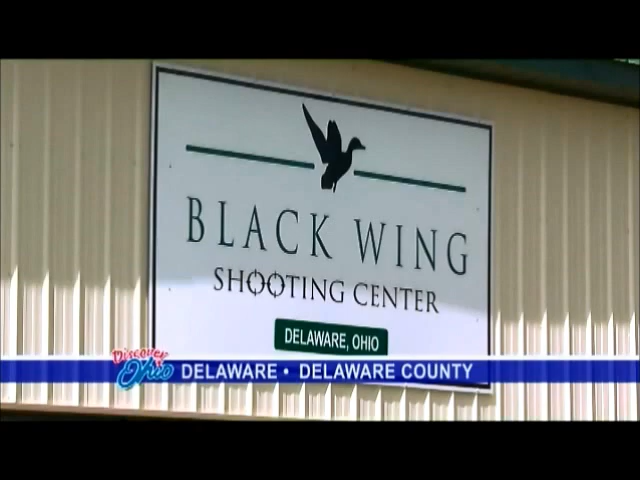 BLACK WING
SHOOTING CENTER
DELAWARE, OHIO
Discover
Ohio
DELAWARE • DELAWARE COUNTY